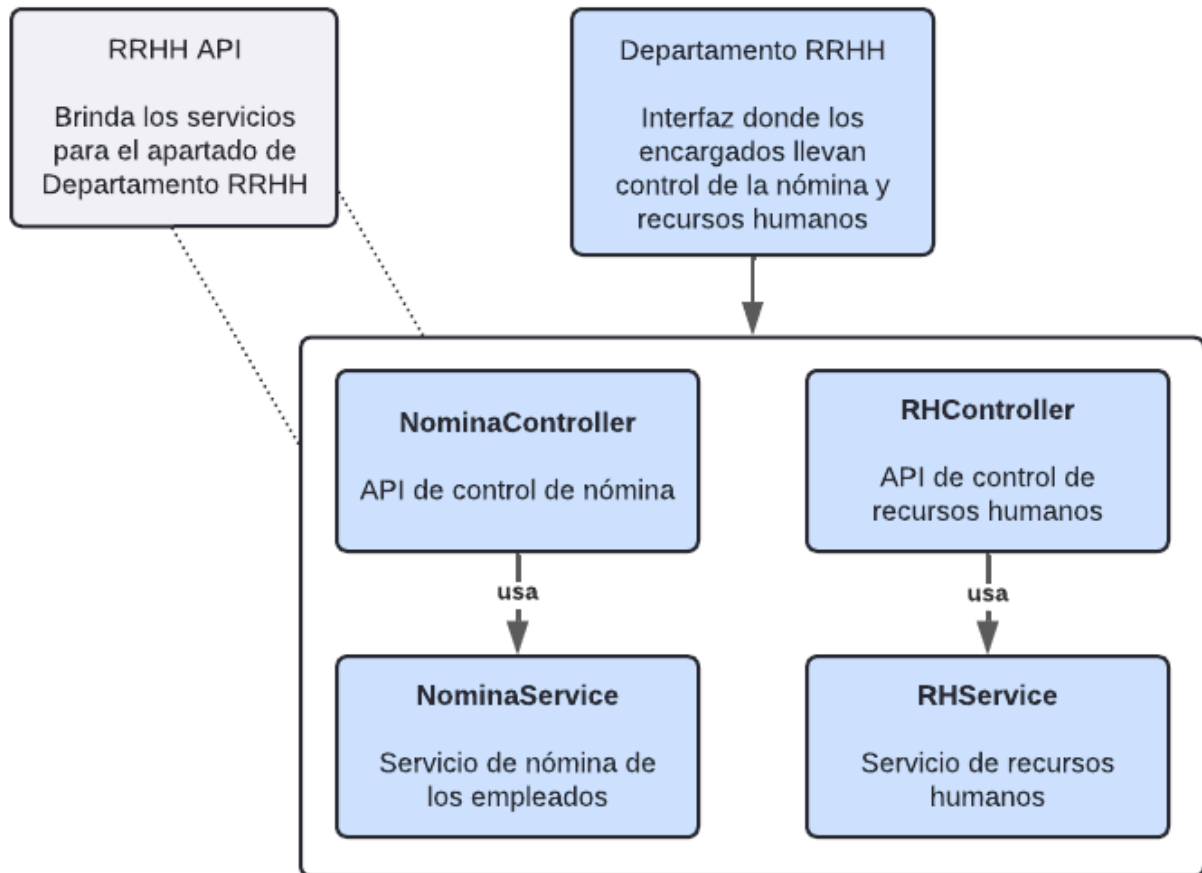 RRHH API
Brinda los servicios
para el apartado de
Departamento RRHH
Departamento RRHH
Interfaz donde los
encargados llevan
control de la nómina y
recursos humanos
NominaController
API de control de nómina
usa
NominaService
Servicio de nómina de
los empleados
RHController
API de control de
recursos humanos
usa
RHService
Servicio de recursos
humanos